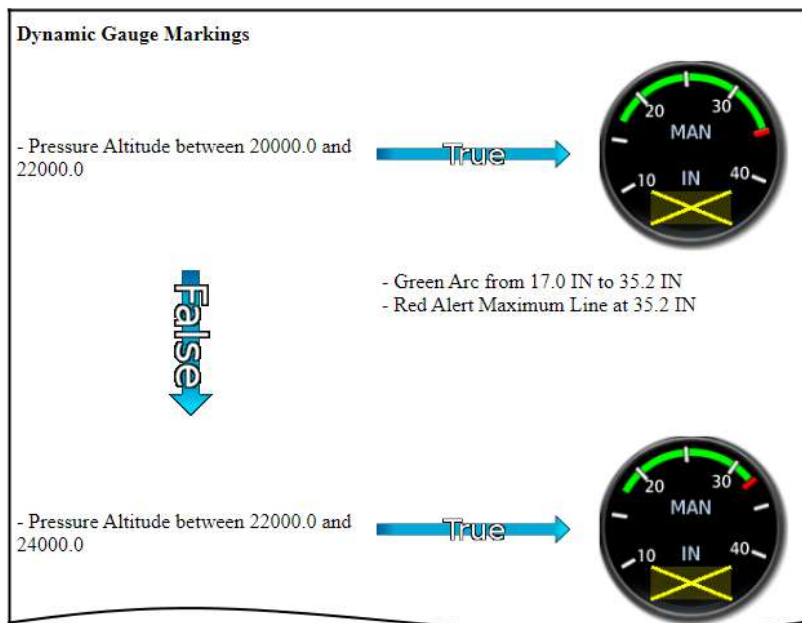 Dynamic Gauge Markings
20
30
MAN
- Pressure Altitude between 20000.0 and
22000.0
True
10
IN
40
- Green Arc from 17.0 IN to 35.2 IN
- Red Alert Maximum Line at 35.2 IN
False
20
30
MAN
- Pressure Altitude between 22000.0 and
24000.0
True
10
IN
40